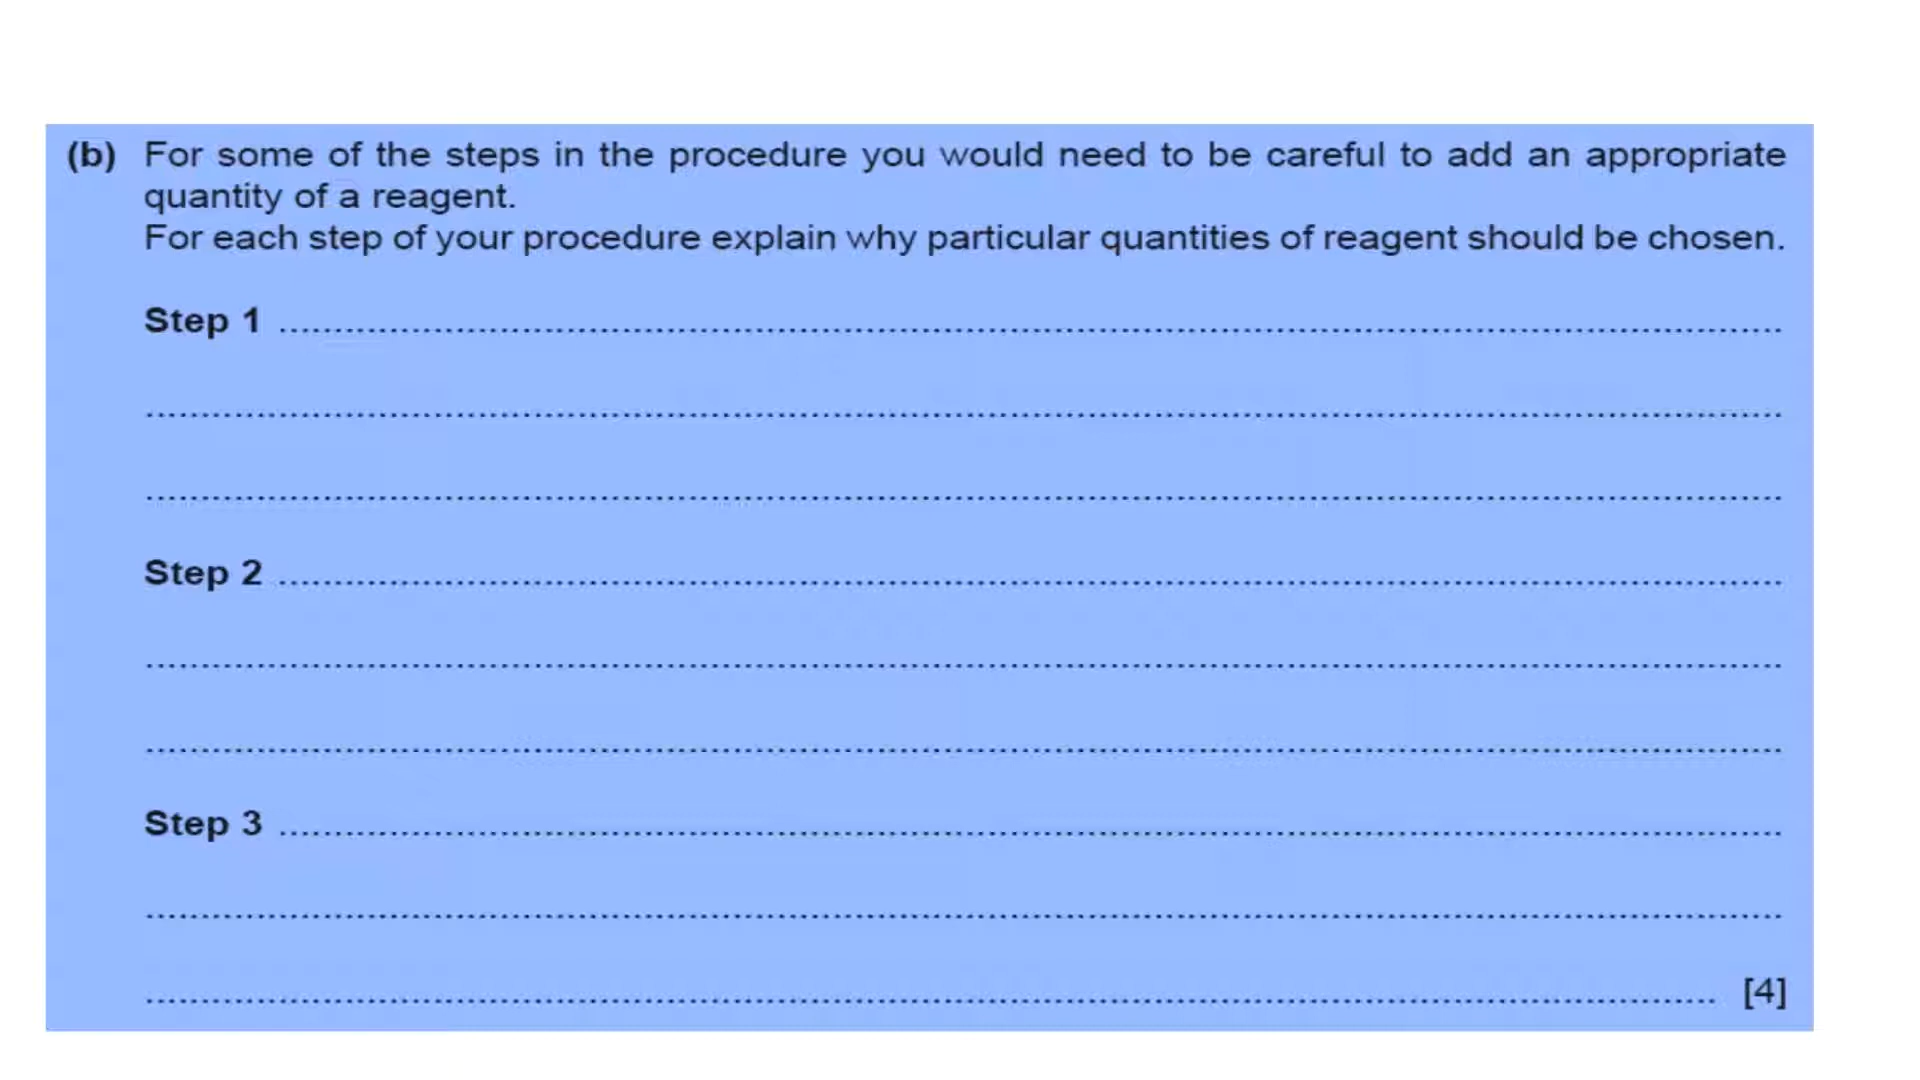 (b) For some of the steps in the procedure you would need to be careful to add an appropriate
quantity of a reagent.
For each step of your procedure explain why particular quantities of reagent should be chosen.
Step 1 ..........
..........
..........
Step 2 ..........
..........
..........
Step 3 ..........
..........
.......... [4]